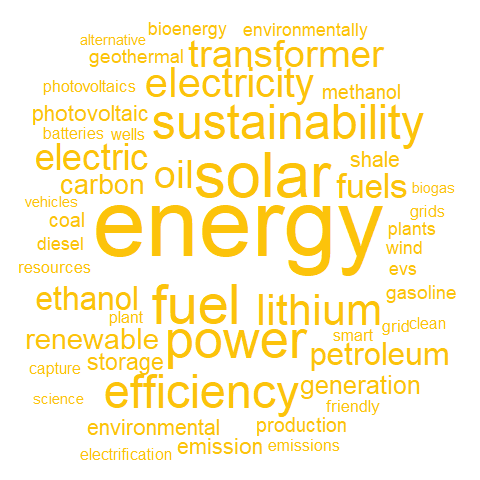 bioenergy environmentally
alternative
geothermal transformer
photovoltaics electricity methanol
photovoltaic sustainability
batteries wells
electric oil solar shale
carbon fuels biogas
vehicles energy grids
coal plants
diesel wind
resources evs
ethanol fuel lithium gasoline
plant grid clean
renewable power smart
capture storage petroleum
science efficiency generation
friendly
environmental production
emission emissions
electrification